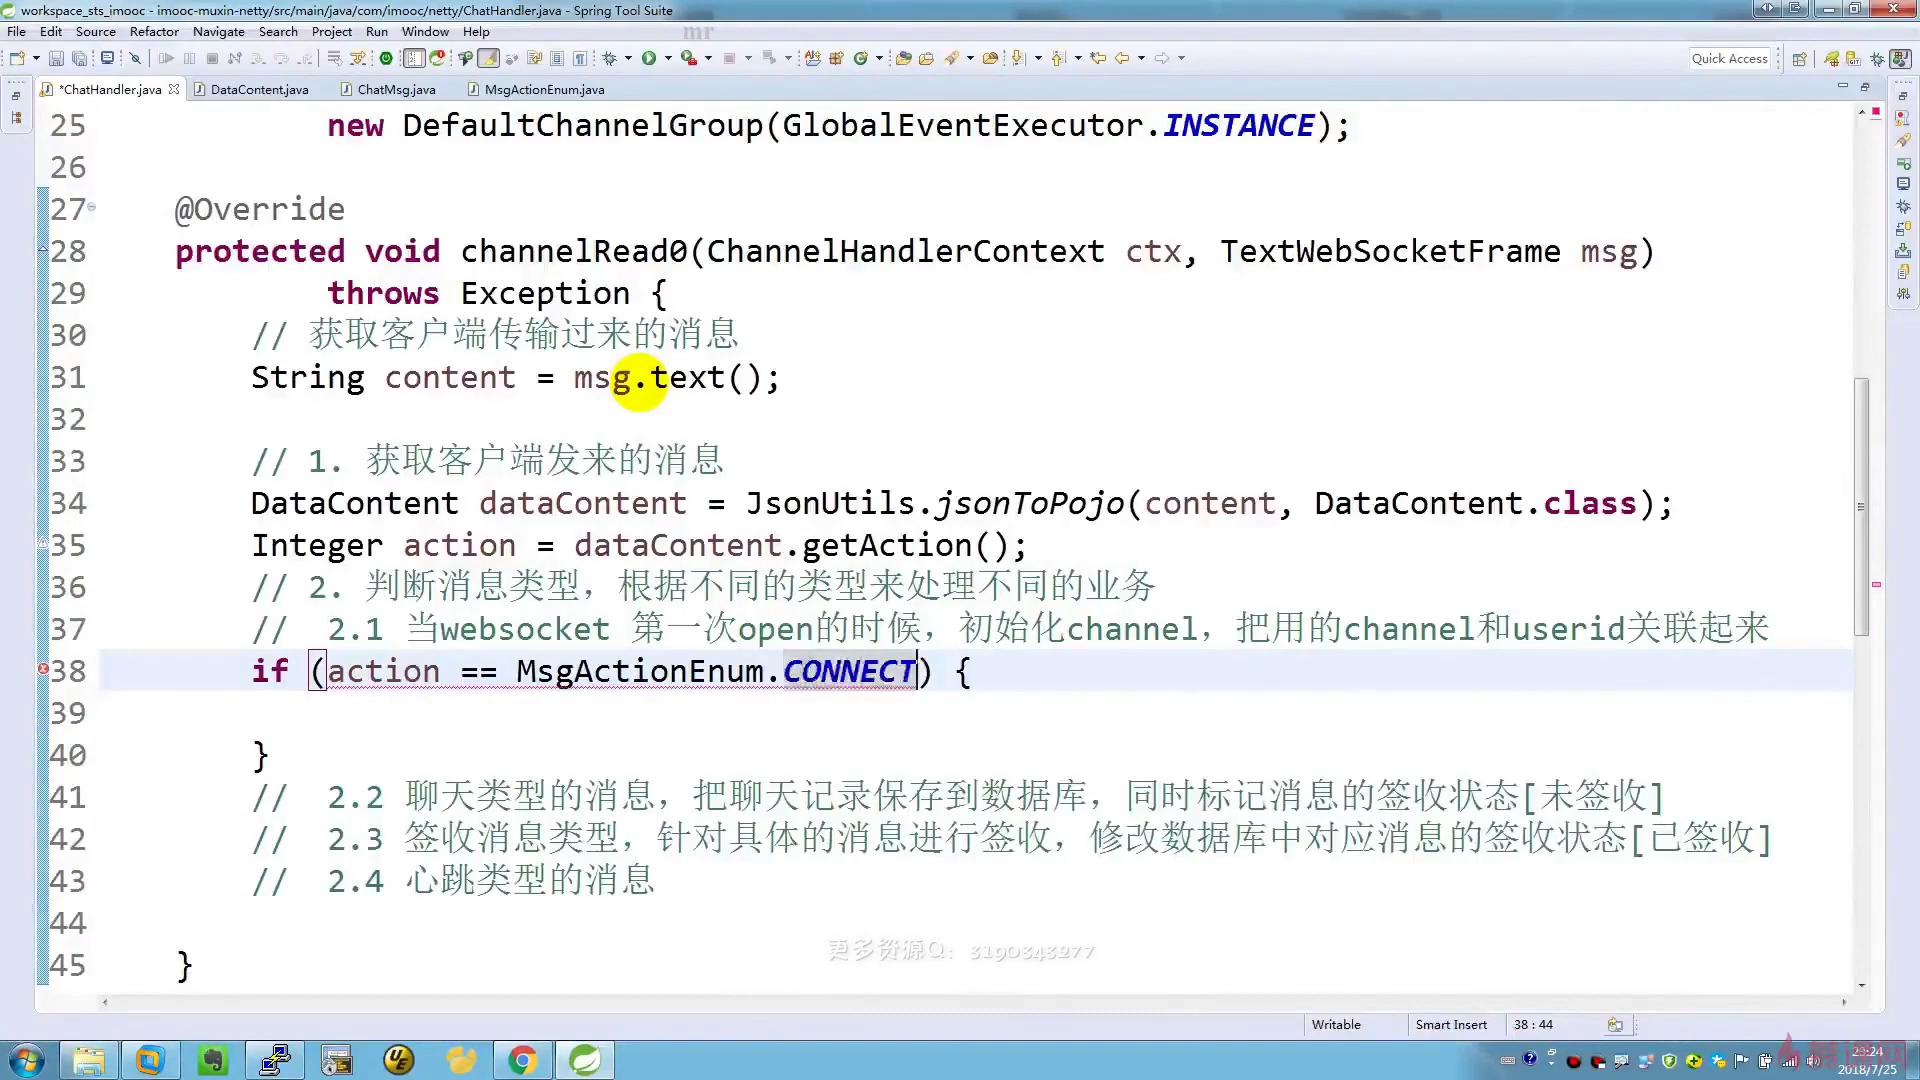 workspace_sts_imooc - imooc-muxin-netty/src/main/java/com/imooc/netty/ChatHandler.java - Spring Tool Suite
File Edit Source Refactor Navigate Search Project Run Window Help
mr
Quick Access
*ChatHandler.java DataContent.java ChatMsg.java MsgActionEnum.java
25 new DefaultChannelGroup(GlobalEventExecutor.INSTANCE);
26
27 @Override
28 protected void channelRead0(ChannelHandlerContext ctx, TextWebSocketFrame msg)
29 throws Exception {
30 // 获取客户端传输过来的消息
31 String content = msg.text();
32
33 // 1. 获取客户端发来的消息
34 DataContent dataContent = JsonUtils.jsonToPojo(content, DataContent.class);
35 Integer action = dataContent.getAction();
36 // 2. 判断消息类型，根据不同的类型来处理不同的业务
37 // 2.1 当websocket 第一次open的时候，初始化channel，把用的channel和userid关联起来
38 if (action == MsgActionEnum.CONNECT) {
39
40 }
41 // 2.2 聊天类型的消息，把聊天记录保存到数据库，同时标记消息的签收状态[未签收]
42 // 2.3 签收消息类型，针对具体的消息进行签收，修改数据库中对应消息的签收状态[已签收]
43 // 2.4 心跳类型的消息
44
45 }
更多资源Q: 3190343277
Writable Smart Insert 38 : 44
慕课网
2018/7/25